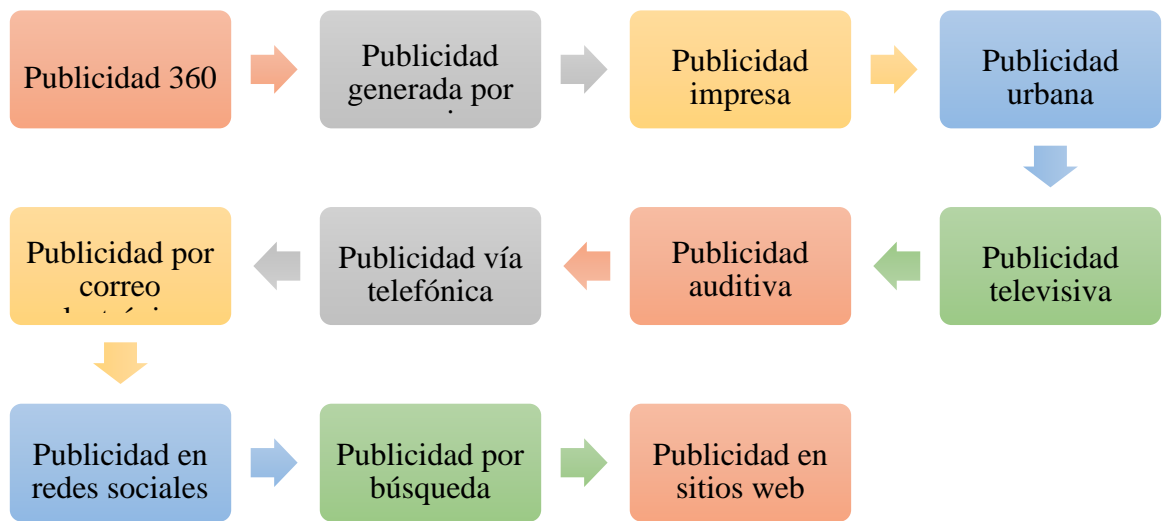 Publicidad 360
Publicidad
generada por
Publicidad
impresa
Publicidad
urbana
Publicidad
televisiva
Publicidad
auditiva
Publicidad vía
telefónica
Publicidad por
correo
Publicidad en
redes sociales
Publicidad por
búsqueda
Publicidad en
sitios web